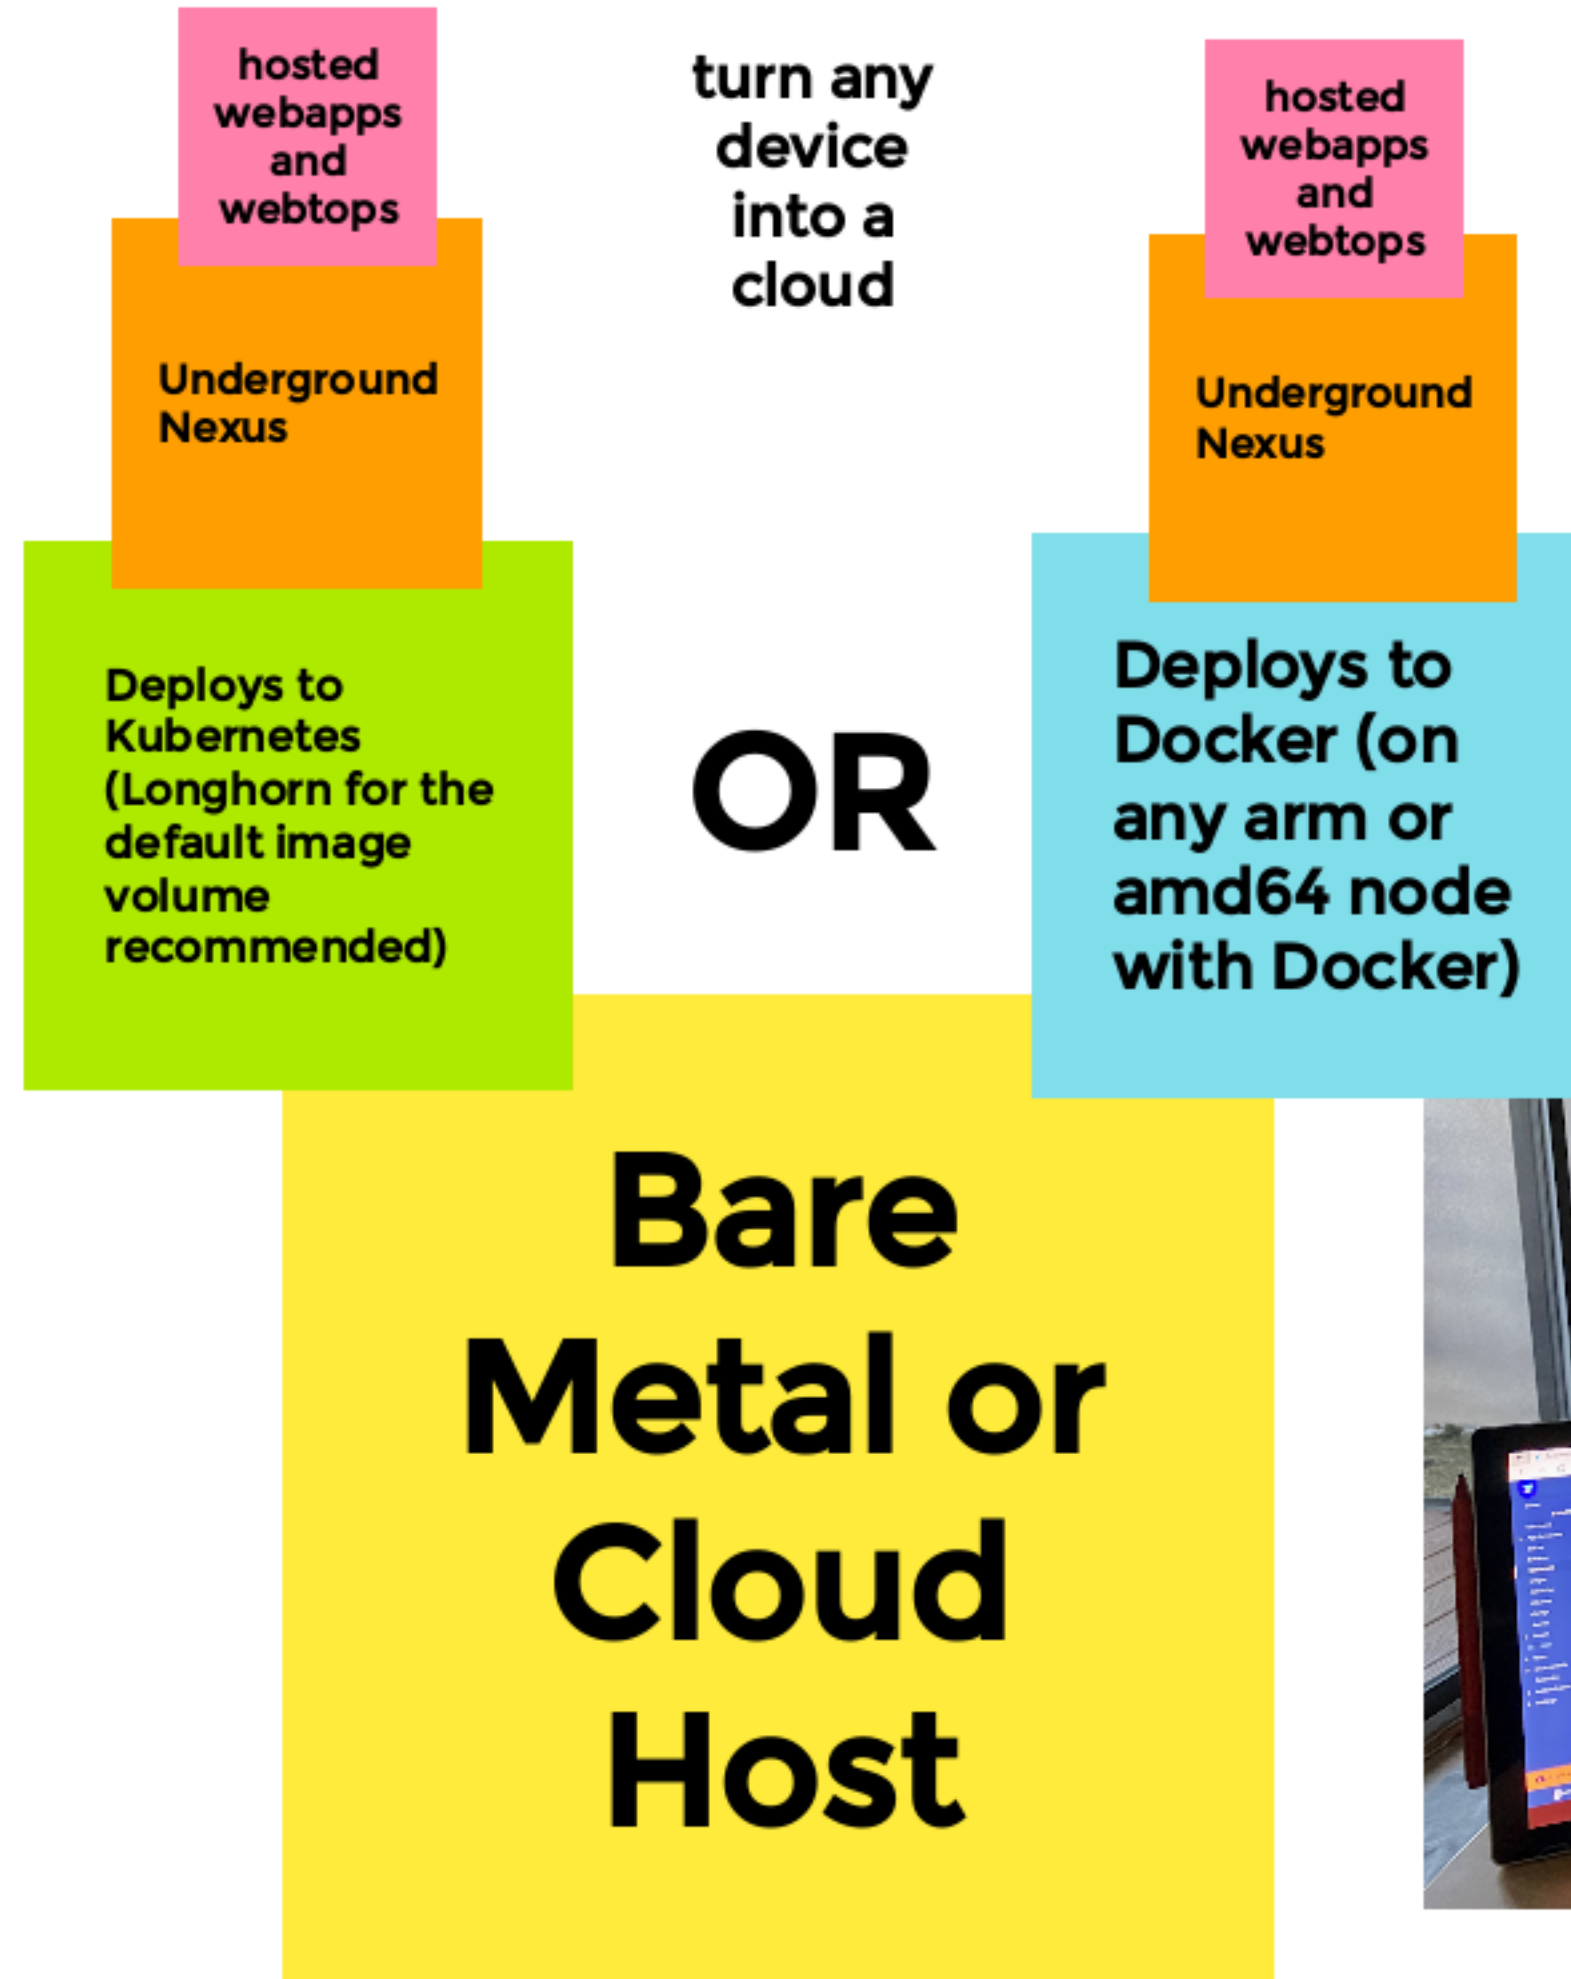 hosted
webapps
and
webtops
Underground
Nexus
Deploys to
Kubernetes
(Longhorn for the
default image
volume
recommended)
turn any
device
into a
cloud
OR
hosted
webapps
and
webtops
Underground
Nexus
Deploys to
Docker (on
any arm or
amd64 node
with Docker)
Bare
Metal or
Cloud
Host